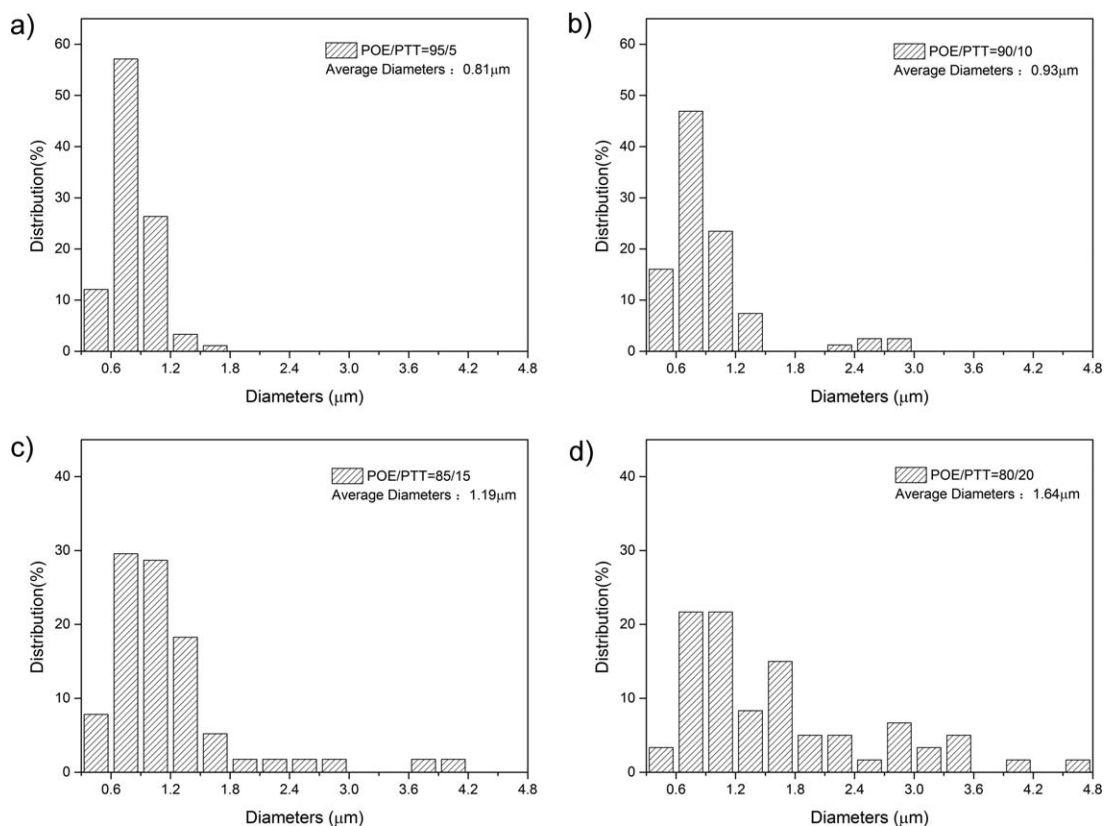 a)
POE/PTT=95/5
Average Diameters : 0.81μm
60
50
40
30
20
10
0
Distribution(%)
0.6 1.2 1.8 2.4 3.0 3.6 4.2 4.8
Diameters (μm)
b)
POE/PTT=90/10
Average Diameters : 0.93μm
60
50
40
30
20
10
0
Distribution(%)
0.6 1.2 1.8 2.4 3.0 3.6 4.2 4.8
Diameters (μm)
c)
POE/PTT=85/15
Average Diameters : 1.19μm
40
30
20
10
0
Distribution(%)
0.6 1.2 1.8 2.4 3.0 3.6 4.2 4.8
Diameters (μm)
d)
POE/PTT=80/20
Average Diameters : 1.64μm
40
30
20
10
0
Distribution(%)
0.6 1.2 1.8 2.4 3.0 3.6 4.2 4.8
Diameters (μm)